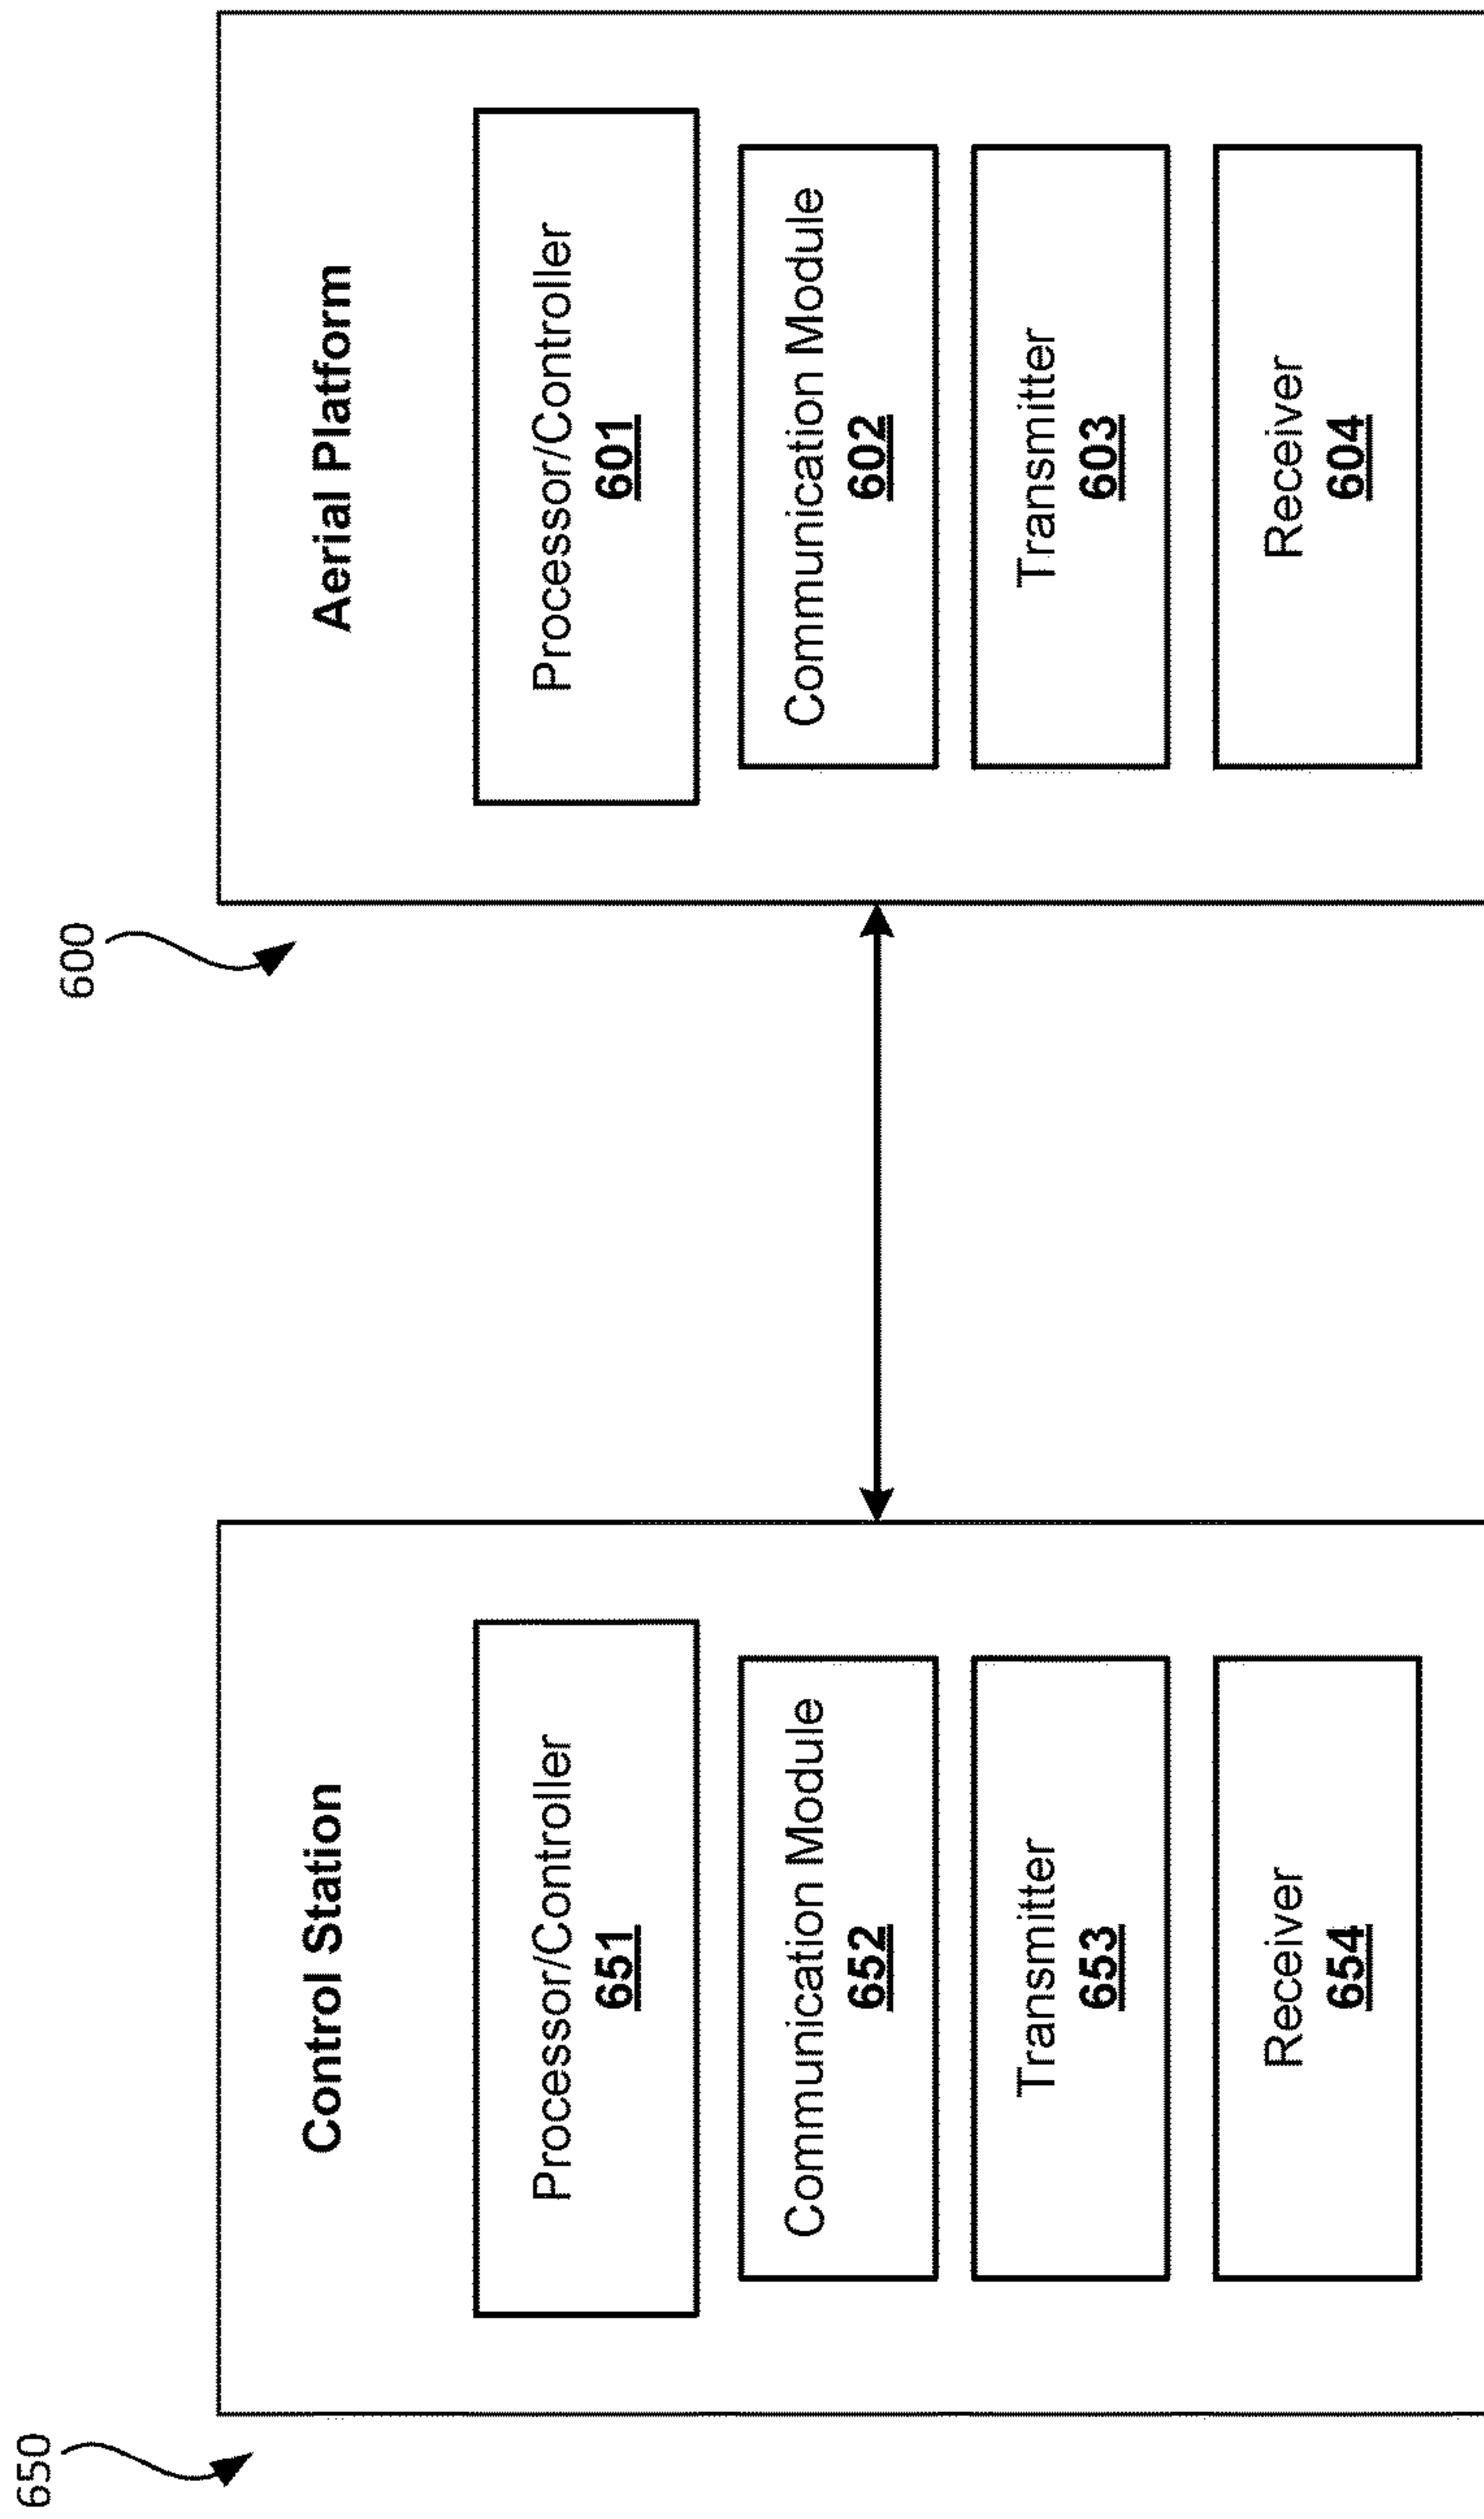 650
Control Station
Processor/Controller
651
Communication Module
652
Transmitter
653
Receiver
654
600
Aerial Platform
Processor/Controller
601
Communication Module
602
Transmitter
603
Receiver
604